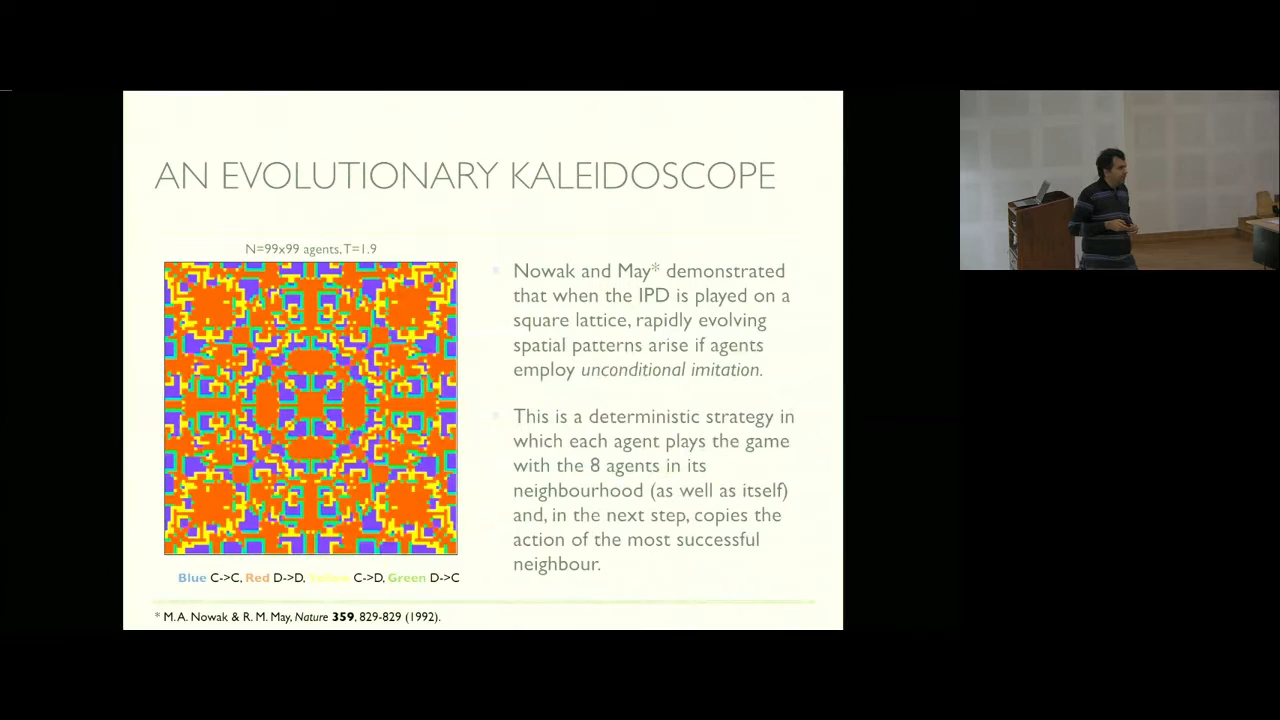 AN EVOLUTIONARY KALEIDOSCOPE
N=99x99 agents, T=1.9
Nowak and May* demonstrated
that when the IPD is played on a
square lattice, rapidly evolving
spatial patterns arise if agents
employ unconditional imitation.
This is a deterministic strategy in
which each agent plays the game
with the 8 agents in its
neighbourhood (as well as itself)
and, in the next step, copies the
action of the most successful
neighbour.
Blue C->C, Red D->D, Yellow C->D, Green D->C
* M.A. Nowak & R. M. May, Nature 359, 829-829 (1992).